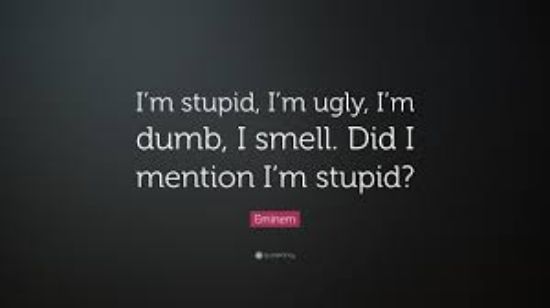 I'm stupid, I'm ugly, I'm
dumb, I smell. Did I
mention I'm stupid?
Eminem